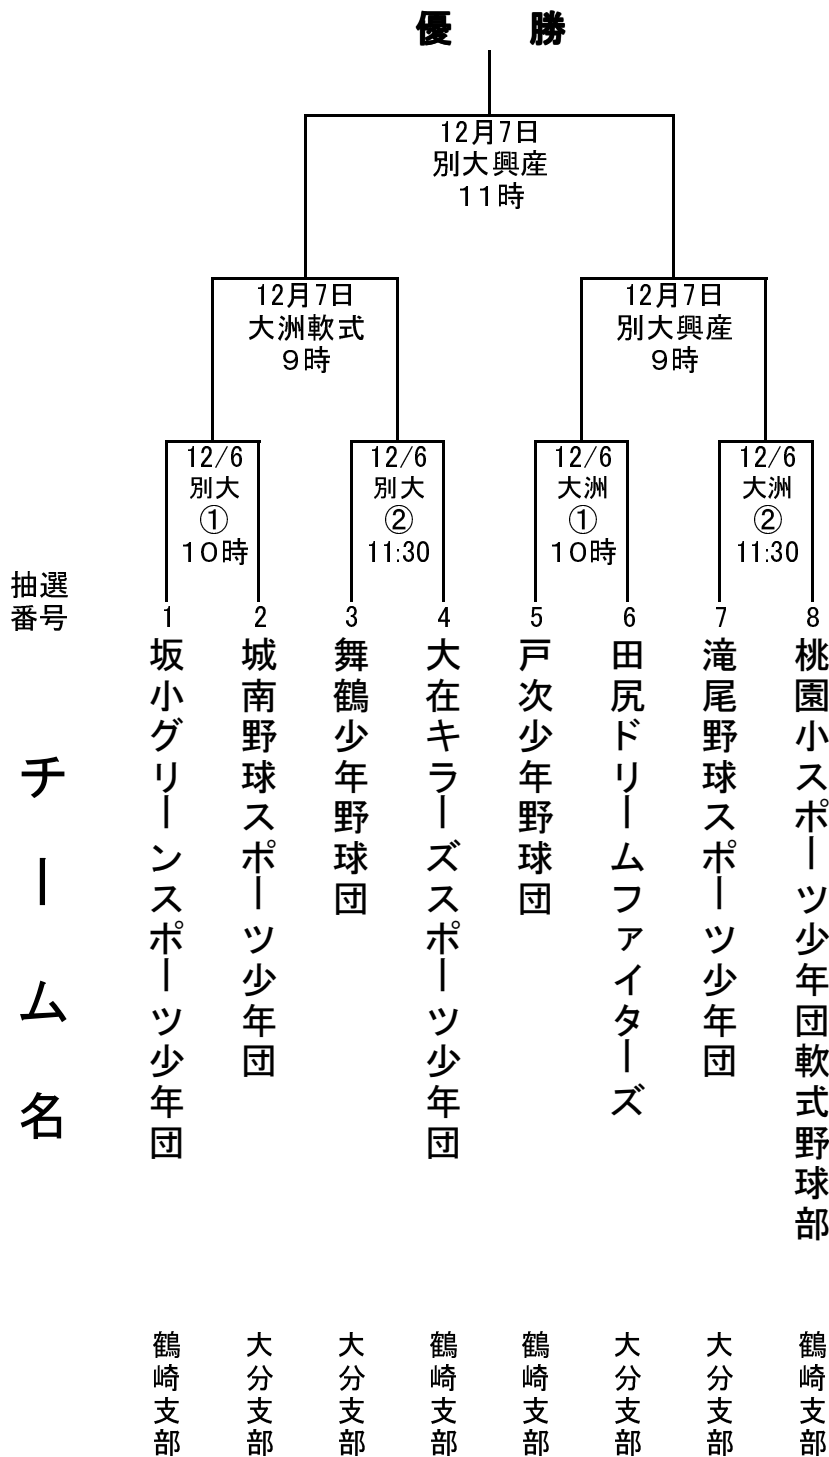 優　勝
12月7日
別大興産
１１時
12月7日
大洲軟式
９時
12月7日
別大興産
９時
12/6
別大
①
１０時
12/6
別大
②
11:30
12/6
大洲
①
１０時
12/6
大洲
②
11:30
抽選
番号
1
2
3
4
5
6
7
8
チーム名
坂小グリーンスポーツ少年団
城南野球スポーツ少年団
舞鶴少年野球団
大在キラーズスポーツ少年団
戸次少年野球団
田尻ドリームファイターズ
滝尾野球スポーツ少年団
桃園小スポーツ少年団軟式野球部
鶴崎支部
大分支部
大分支部
鶴崎支部
鶴崎支部
大分支部
大分支部
鶴崎支部